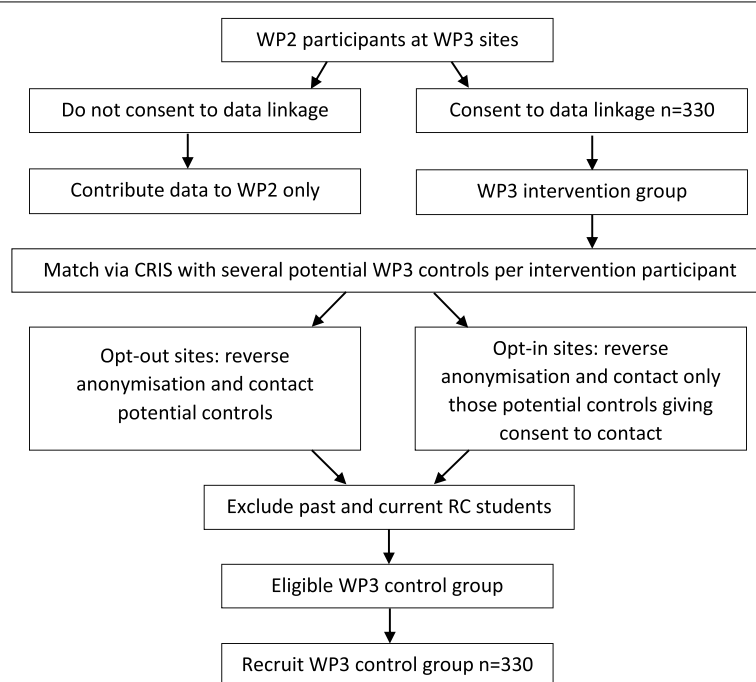 WP2 participants at WP3 sites
Do not consent to data linkage
Consent to data linkage n=330
Contribute data to WP2 only
WP3 intervention group
Match via CRIS with several potential WP3 controls per intervention participant
Opt-out sites: reverse
anonymisation and contact
potential controls
Opt-in sites: reverse
anonymisation and contact only
those potential controls giving
consent to contact
Exclude past and current RC students
Eligible WP3 control group
Recruit WP3 control group n=330